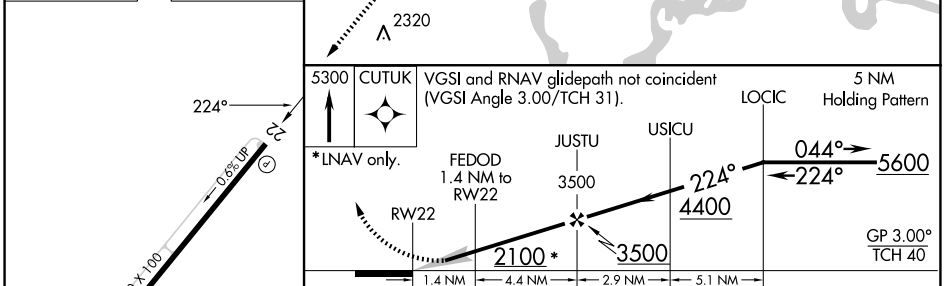 2320
5300
CUTUK
VGSI and RNAV glidepath not coincident
(VGSI Angle 3.00/TCH 31).
5 NM
Holding Pattern
LOCIC
USICU
JUSTU
3500
*LNAV only.
FEDOD
1.4 NM to
RW22
RW22
044°
224°
5600
224°
4400
3500
2100 *
GP 3.00°
TCH 40
1.4 NM
4.4 NM
2.9 NM
5.1 NM
224°
22
P
0.6% UP
X 100